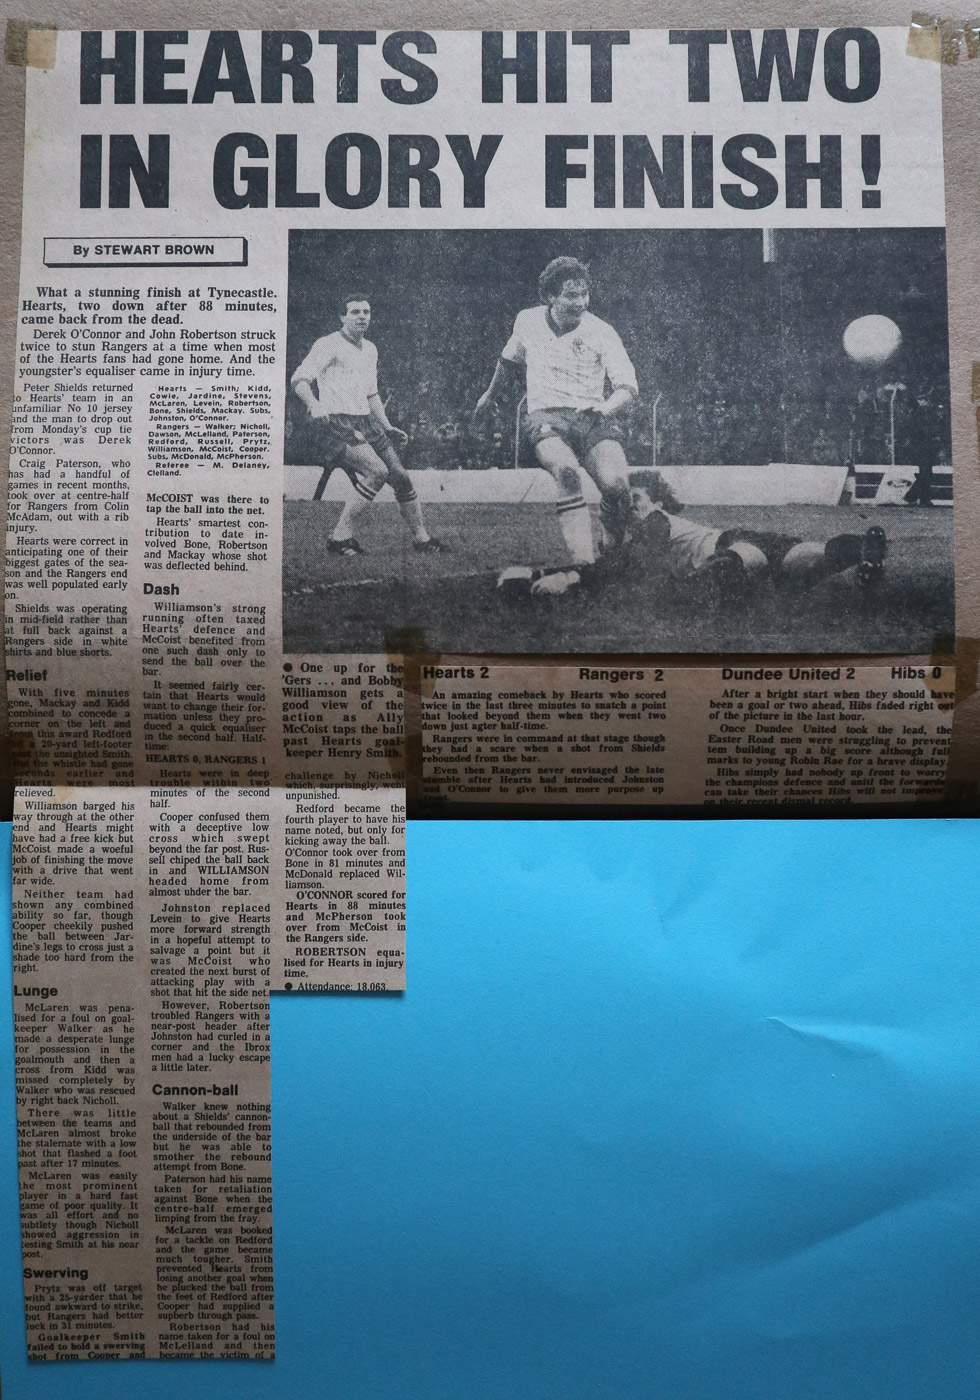 HEARTS HIT TWO
IN GLORY FINISH!
By STEWART BROWN
What a stunning finish at Tynecastle.
Hearts, two down after 88 minutes,
came back from the dead.
Derek O'Connor and John Robertson struck
twice to stun Rangers at a time when most
of the Hearts fans had gone home. And the
youngster's equaliser came in injury time.
Peter Shields returned
to Hearts' team in an
unfamiliar No 10 jersey
and the man to drop out
from Monday's cup tie
victors was Derek
O'Connor.
Craig Paterson, who
has had a handful of
games in recent months,
took over at centre-half
for Rangers from Colin
McAdam, out with a rib
injury.
Hearts were correct in
anticipating one of their
biggest gates of the sea-
son and the Rangers end
was well populated early
on.
Shields was operating
in mid-field rather than
at full back against a
Rangers side in white
shirts and blue shorts.
Relief
With five minutes
gone, Mackay and Kidd
combined to concede a
corner on the left and
from this award Redford
hit a 20-yard left-footer
past the unsighted Smith.
But the whistle had gone
seconds earlier and
Hearts were most
relieved.
Williamson barged his
way through at the other
end and Hearts might
have had a free kick but
McCoist made a woeful
job of finishing the move
with a drive that went
far wide.
Neither team had
shown any combined
ability so far, though
Cooper cheekily pushed
the ball between Jar-
dine's legs to cross just a
shade too hard from the
right.
Lunge
McLaren was pena-
lised for a foul on goal-
keeper Walker as he
made a desperate lunge
for possession in the
goalmouth and then a
cross from Kidd was
missed completely by
Walker who was rescued
by right back Nicholl.
There was little
between the teams and
McLaren almost broke
the stalemate with a low
shot that flashed a foot
past after 17 minutes.
McLaren was easily
the most prominent
player in a hard fast
game of poor quality. It
was all effort and no
subtlety though Nicholl
showed aggression in
testing Smith at his near
post.
Swerving
Prytz was off target
with a 25-yarder that he
found awkward to strike,
but Rangers had better
luck in 31 minutes.
Goalkeeper Smith
failed to hold a swerving
shot from Cooper and
Hearts — Smith; Kidd,
Cowie, Jardine, Stevens,
McLaren, Levein, Robertson,
Bone, Shields, Mackay. Subs,
Johnston, O'Connor.
Rangers — Walker; Nicholl,
Dawson, McLelland, Paterson,
Redford, Russell, Prytz,
Williamson, McCoist, Cooper.
Subs, McDonald, McPherson.
Referee — M. Delaney,
Clelland.
McCOIST was there to
tap the ball into the net.
Hearts' smartest con-
tribution to date in-
volved Bone, Robertson
and Mackay whose shot
was deflected behind.
Dash
Williamson's strong
running often taxed
Hearts' defence and
McCoist benefited from
one such dash only to
send the ball over the
bar.
It seemed fairly cer-
tain that Hearts would
want to change their for-
mation unless they pro-
duced a quick equaliser
in the second half. Half-
time:
HEARTS 0, RANGERS 1
Hearts were in deep
trouble within two
minutes of the second
half.
Cooper confused them
with a deceptive low
cross which swept
beyond the far post. Rus-
sell chiped the ball back
in and WILLIAMSON
headed home from
almost uhder the bar.
Johnston replaced
Levein to give Hearts
more forward strength
in a hopeful attempt to
salvage a point but it
was McCoist who
created the next burst of
attacking play with a
shot that hit the side net.
However, Robertson
troubled Rangers with a
near-post header after
Johnston had curled in a
corner and the Ibrox
men had a lucky escape
a little later.
Cannon-ball
Walker knew nothing
about a Shields' cannon-
ball that rebounded from
the underside of the bar
but he was able to
smother the rebound
attempt from Bone.
Paterson had his name
taken for retaliation
against Bone when the
centre-half emerged
limping from the fray.
McLaren was booked
for a tackle on Redford
and the game became
much tougher. Smith
prevented Hearts from
losing another goal when
he plucked the ball from
the feet of Redford after
Cooper had supplied a
superb through pass.
Robertson had his
name taken for a foul on
McLelland and then
became the victim of a
● One up for the
'Gers ... and Bobby
Williamson gets a
good view of the
action as Ally
McCoist taps the ball
past Hearts goal-
keeper Henry Smith.
challenge by Nicholl
which, surprisingly, went
unpunished.
Redford became the
fourth player to have his
name noted, but only for
kicking away the ball.
O'Connor took over from
Bone in 81 minutes and
McDonald replaced Wil-
liamson.
O'CONNOR scored for
Hearts in 88 minutes
and McPherson took
over from McCoist in
the Rangers side.
ROBERTSON equa-
lised for Hearts in injury
time.
● Attendance: 18,063.
Hearts 2 Rangers 2
An amazing comeback by Hearts who scored
twice in the last three minutes to snatch a point
that looked beyond them when they went two
down just agter half-time.
Rangers were in command at that stage though
they had a scare when a shot from Shields
rebounded from the bar.
Even then Rangers never envisaged the late
stumble after Hearts had introduced Johnston
and O'Connor to give them more purpose up
front.
Dundee United 2 Hibs 0
After a bright start when they should have
been a goal or two ahead, Hibs faded right out
of the picture in the last hour.
Once Dundee United took the lead, the
Easter Road men were struggling to prevent
tem building up a big score although full
marks to young Robin Rae for a brave display.
Hibs simply had nobody up front to worry
the champions defence and until the forwards
can take their chances Hibs will not improve
on their recent dismal record.